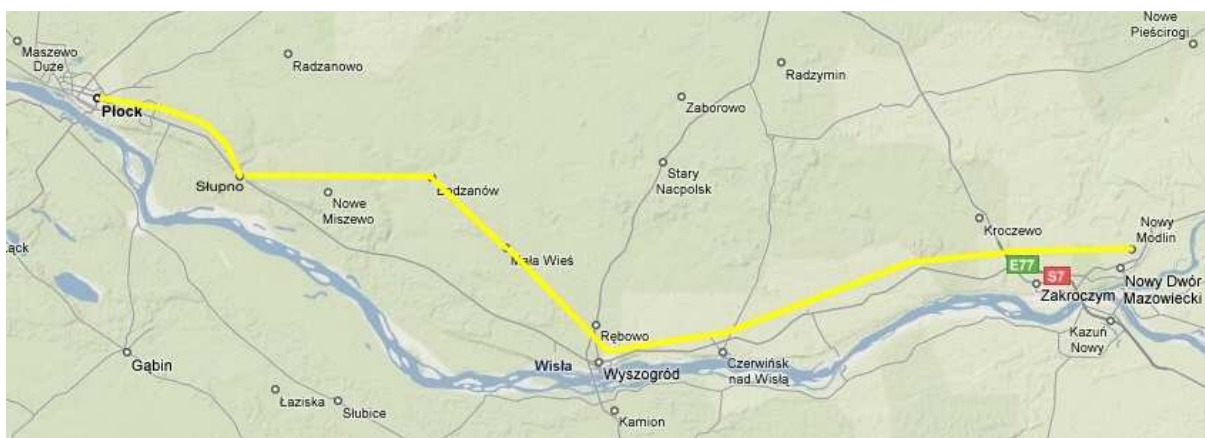 Nowe
Pieścirogi
Maszewo
Duże
Radzanowo
Radzymin
Płock
Zaborowo
Stary
Nacpolsk
Słupno
Bodzanów
Nowe
Miszewo
Kroczewo
Nowy
Modlin
Mała Wieś
E77
S7
Zakroczym
Nowy Dwór
Mazowiecki
Rębowo
Kazuń
Nowy
Gąbin
Wisła
Wyszogród
Czerwińsk
nad Wisłą
Łaziska
Słubice
Kamion